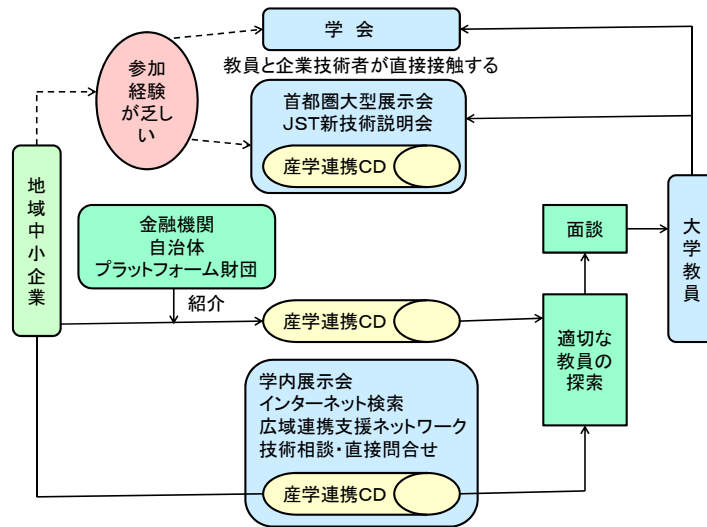 学 会
教員と企業技術者が直接接触する
参加
経験
が乏し
い
首都圏大型展示会
JST新技術説明会
産学連携CD
地域中小企業
金融機関
自治体
プラットフォーム財団
紹介
産学連携CD
面談
大学教員
適切な
教員の
探索
学内展示会
インターネット検索
広域連携支援ネットワーク
技術相談・直接問合せ
産学連携CD